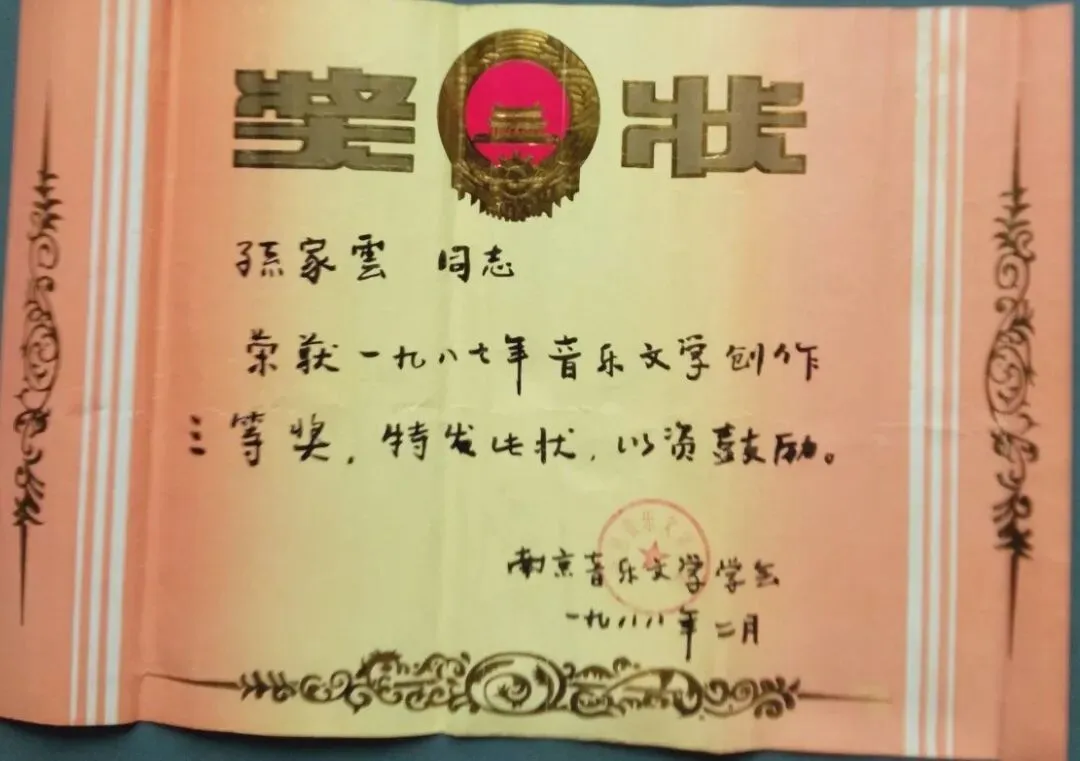 奖状
孫家雲 同志
荣获一九八七年音乐文学创作
三等奖，特发此状，以资鼓励。
南京音乐文学学会
一九八八年二月